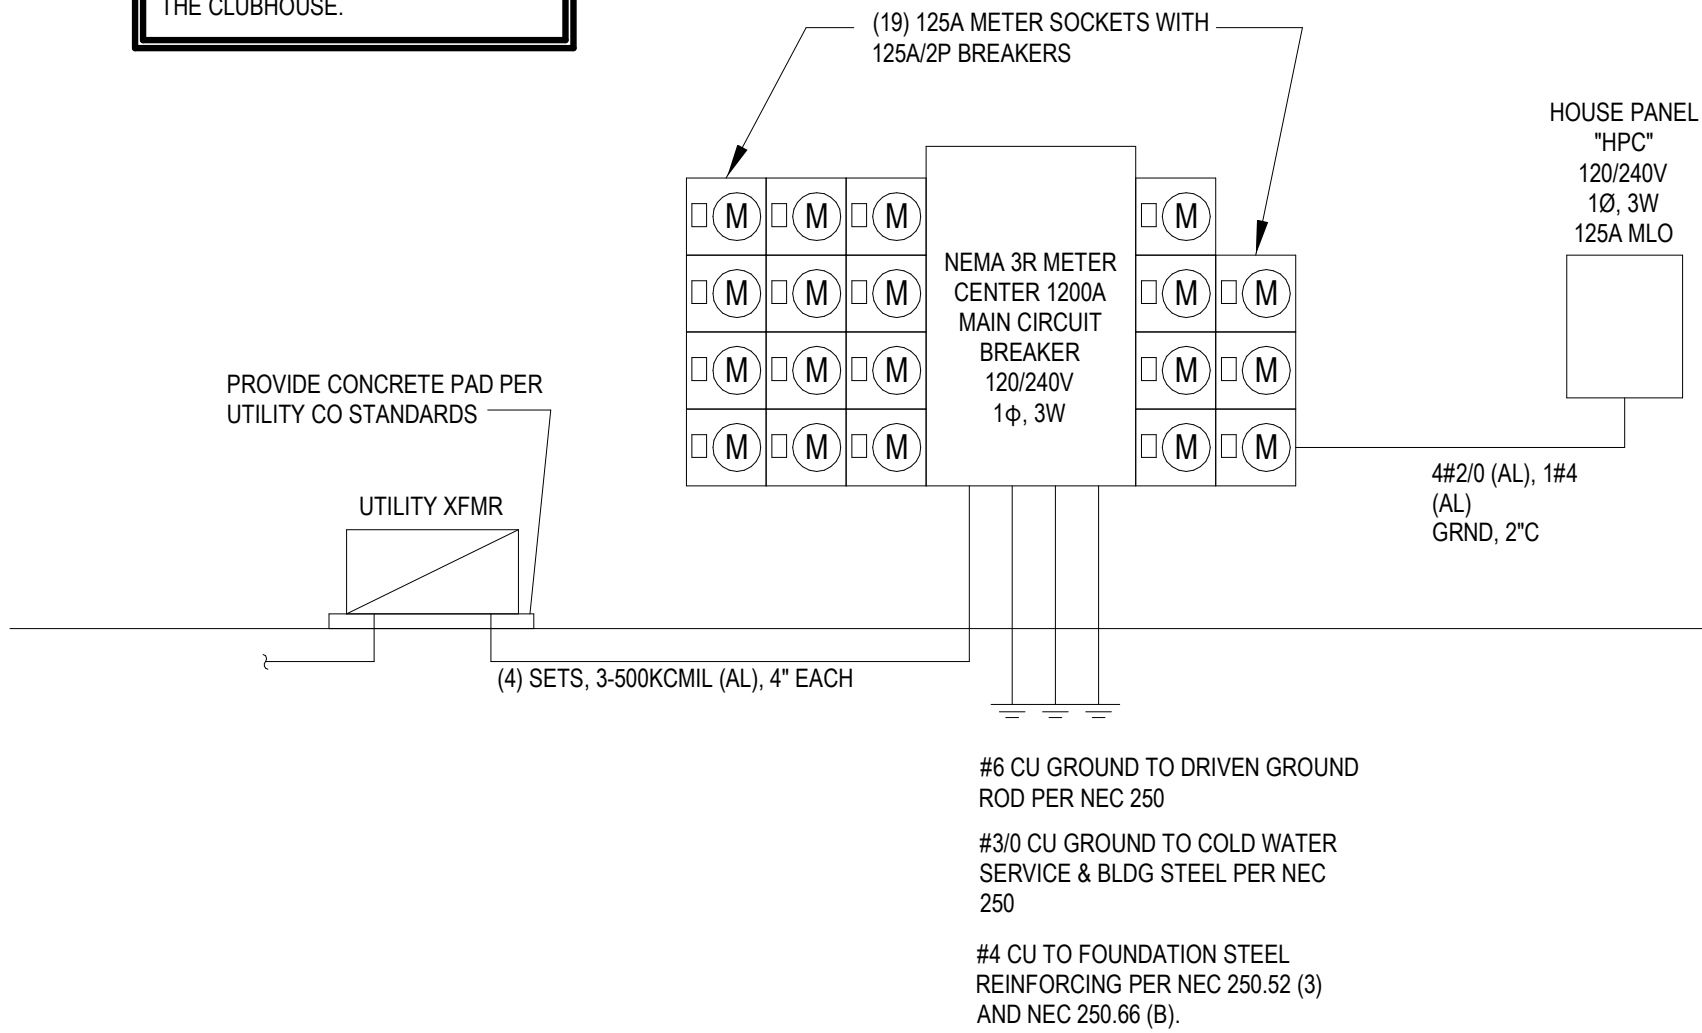 THE CLUBHOUSE.
(19) 125A METER SOCKETS WITH
125A/2P BREAKERS
HOUSE PANEL
"HPC"
120/240V
1Ø, 3W
125A MLO
M M M M
M M M M M
M M M M M
M M M M M
NEMA 3R METER
CENTER 1200A
MAIN CIRCUIT
BREAKER
120/240V
1ϕ, 3W
PROVIDE CONCRETE PAD PER
UTILITY CO STANDARDS
UTILITY XFMR
4#2/0 (AL), 1#4
(AL)
GRND, 2"C
(4) SETS, 3-500KCMIL (AL), 4" EACH
#6 CU GROUND TO DRIVEN GROUND
ROD PER NEC 250
#3/0 CU GROUND TO COLD WATER
SERVICE & BLDG STEEL PER NEC
250
#4 CU TO FOUNDATION STEEL
REINFORCING PER NEC 250.52 (3)
AND NEC 250.66 (B).